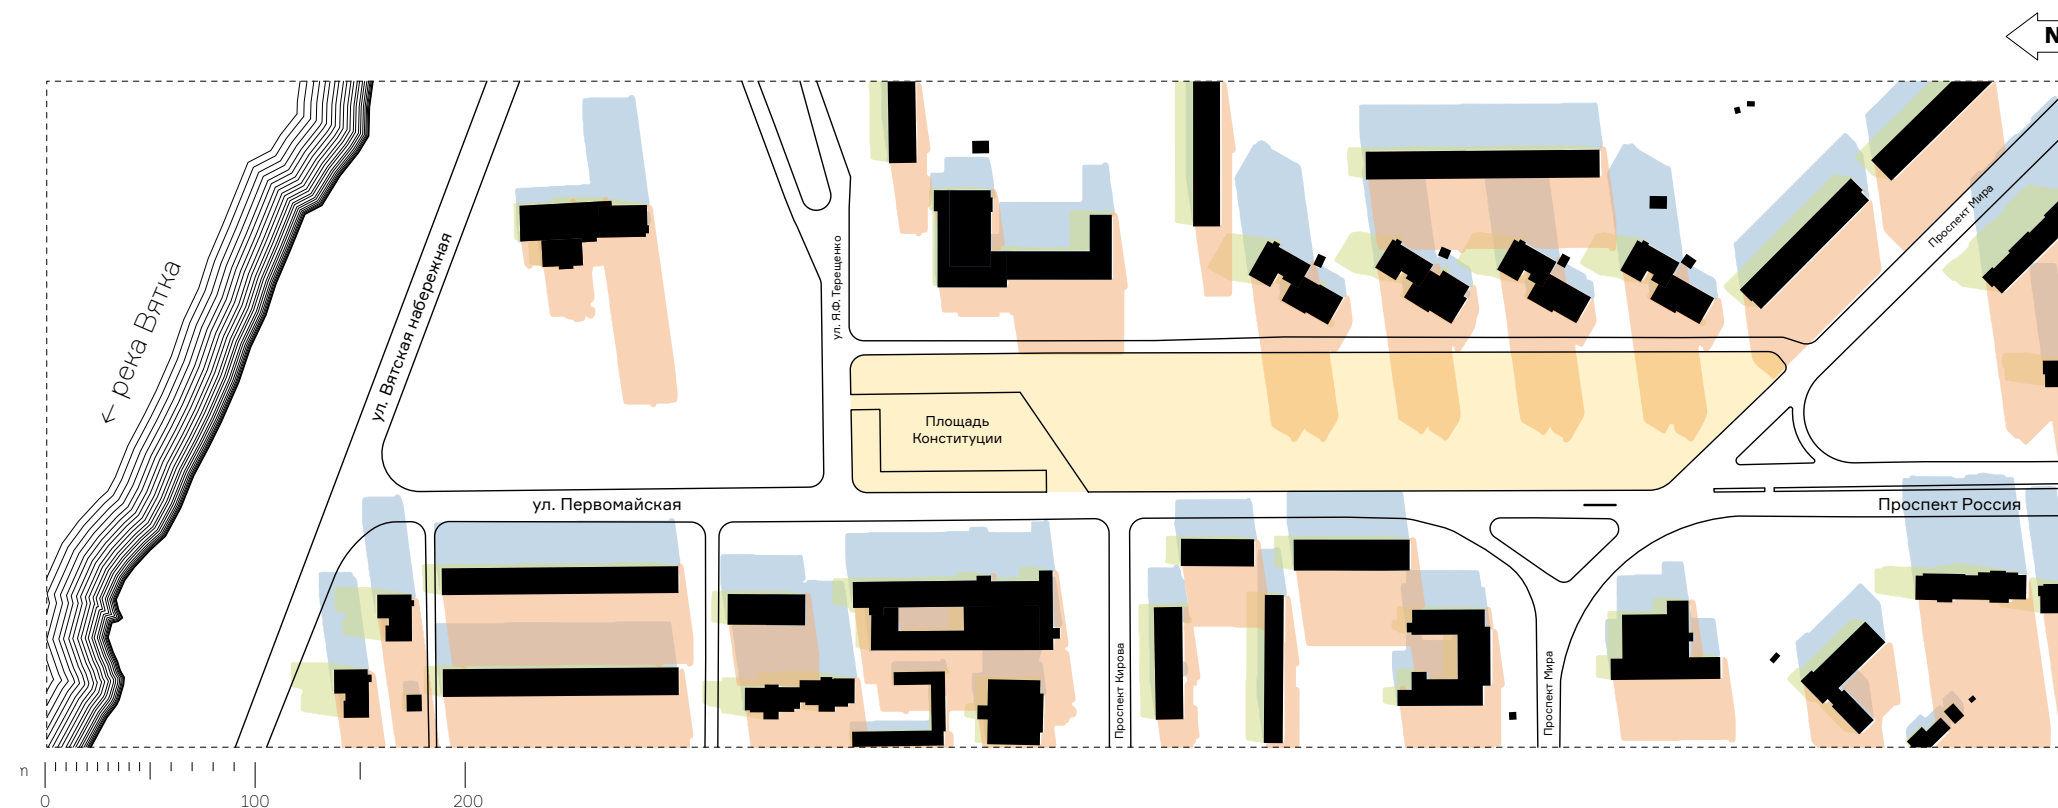 N
Проспект Мира
ул. Я.Ф. Терещенко
ул. Вятская набережная
← река Вятка
Площадь
Конституции
ул. Первомайская
Проспект Россия
Проспект Кирова
Проспект Мира
m
0
100
200